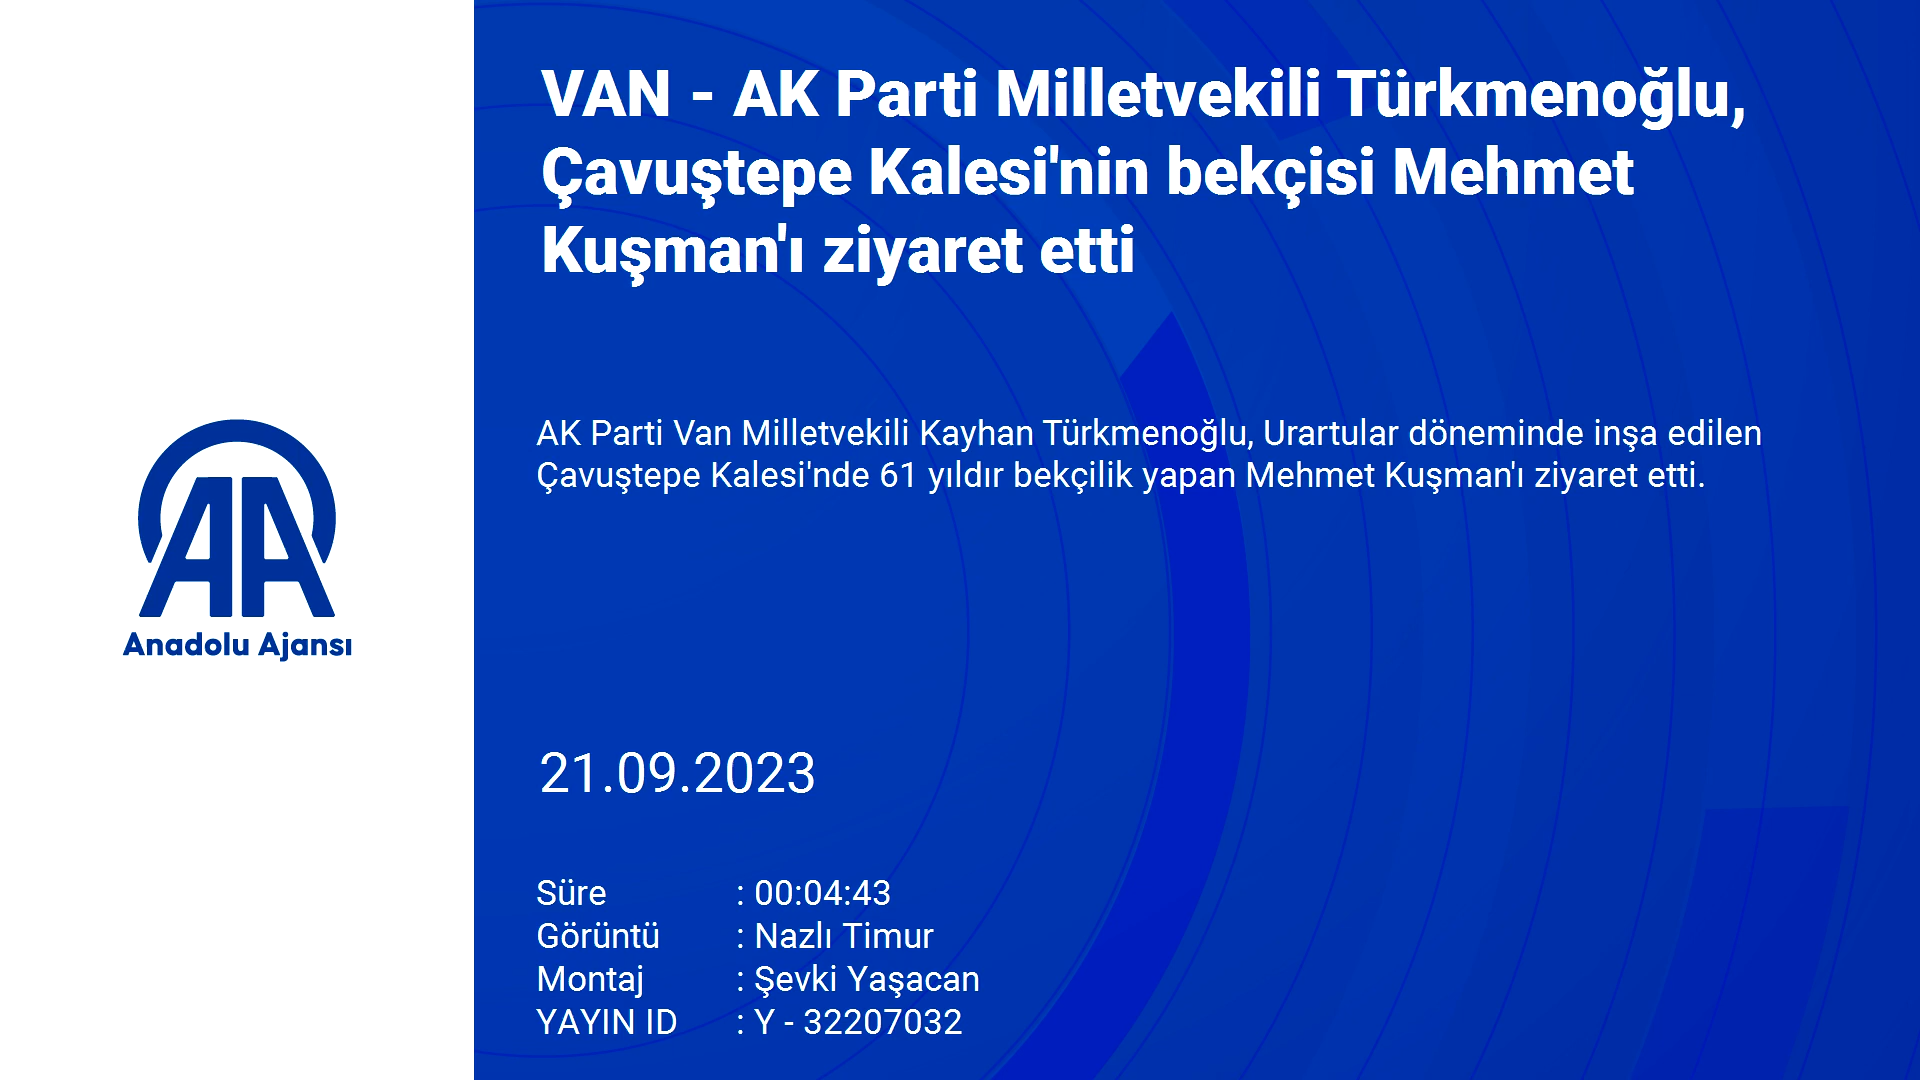 VAN - AK Parti Milletvekili Türkmenoğlu,
Çavuştepe Kalesi'nin bekçisi Mehmet
Kuşman'ı ziyaret etti
AK Parti Van Milletvekili Kayhan Türkmenoğlu, Urartular döneminde inşa edilen
Çavuştepe Kalesi'nde 61 yıldır bekçilik yapan Mehmet Kuşman'ı ziyaret etti.
AA
Anadolu Ajansı
21.09.2023
Süre : 00:04:43
Görüntü : Nazlı Timur
Montaj : Şevki Yaşacan
YAYIN ID : Y - 32207032